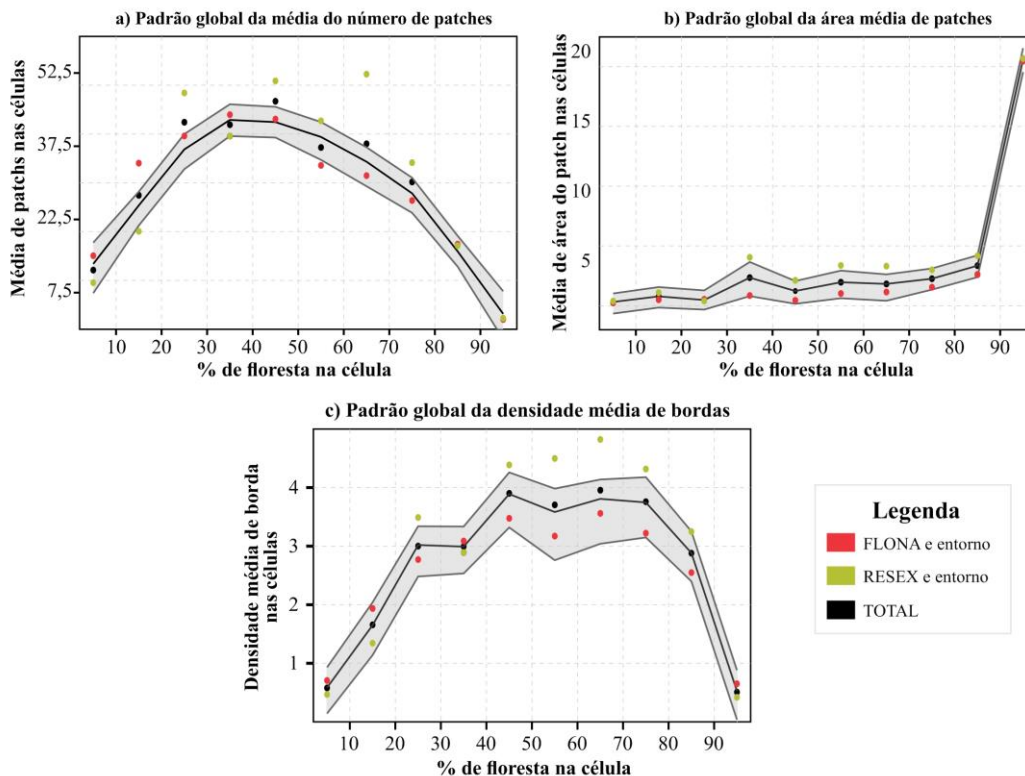 a) Padrão global da média do número de patches
Média de patchs nas células
52,5
37,5
22,5
7,5
10 20 30 40 50 60 70 80 90
% de floresta na célula
b) Padrão global da área média de patches
Média de área do patch nas células
20
15
10
5
10 20 30 40 50 60 70 80 90
% de floresta na célula
c) Padrão global da densidade média de bordas
Densidade média de borda
nas células
4
3
2
1
10 20 30 40 50 60 70 80 90
% de floresta na célula
Legenda
FLONA e entorno
RESEX e entorno
TOTAL